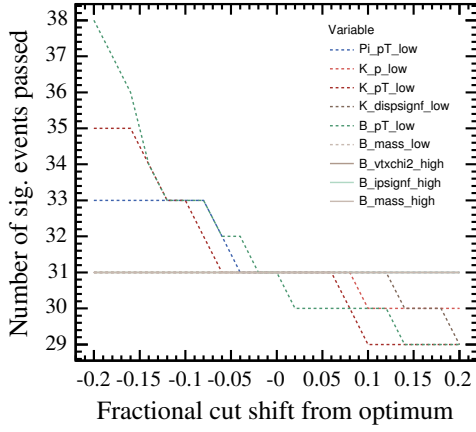 Number of sig. events passed
38
37
36
35
34
33
32
31
30
29
Variable
Pi_pT_low
K_p_low
K_pT_low
K_dispsignf_low
B_pT_low
B_mass_low
B_vtxchi2_high
B_ipsignf_high
B_mass_high
-0.2 -0.15 -0.1 -0.05 -0 0.05 0.1 0.15 0.2
Fractional cut shift from optimum